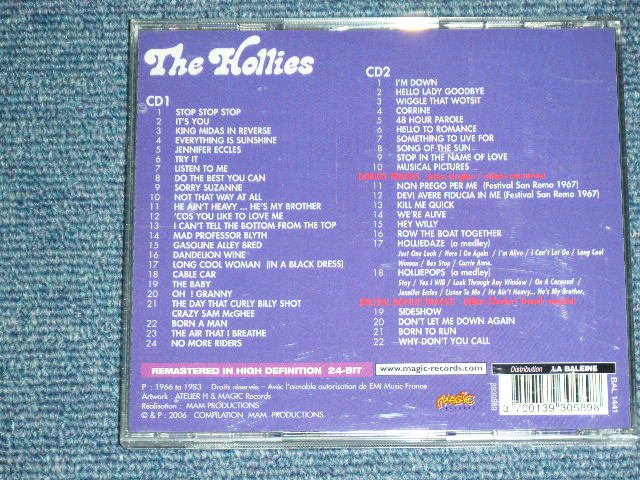 The Hollies
CD1
1 STOP STOP STOP
2 IT'S YOU
3 KING MIDAS IN REVERSE
4 EVERYTHING IS SUNSHINE
5 JENNIFER ECCLES
6 TRY IT
7 LISTEN TO ME
8 DO THE BEST YOU CAN
9 SORRY SUZANNE
10 NOT THAT WAY AT ALL
11 HE AIN'T HEAVY ... HE'S MY BROTHER
12 'COS YOU LIKE TO LOVE ME
13 I CAN'T TELL THE BOTTOM FROM THE TOP
14 MAD PROFESSOR BLYTH
15 GASOLINE ALLEY BRED
16 DANDELION WINE
17 LONG COOL WOMAN (IN A BLACK DRESS)
18 CABLE CAR
19 THE BABY
20 OH ! GRANNY
21 THE DAY THAT CURLY BILLY SHOT
CRAZY SAM McGHEE
22 BORN A MAN
23 THE AIR THAT I BREATHE
24 NO MORE RIDERS
CD2
1 I'M DOWN
2 HELLO LADY GOODBYE
3 WIGGLE THAT WOTSIT
4 CORRINE
5 48 HOUR PAROLE
6 HELLO TO ROMANCE
7 SOMETHING TO LIVE FOR
8 SONG OF THE SUN
9 STOP IN THE NAME OF LOVE
10 MUSICAL PICTURES
BONUS TRACKS
11 NON PREGO PER ME (Festival San Remo 1967)
12 DEVI AVERE FIDUCIA IN ME (Festival San Remo 1967)
13 KILL ME QUICK
14 WE'RE ALIVE
15 HEY WILLY
16 ROW THE BOAT TOGETHER
17 HOLLIEDAZE (a medley)
Just One Look / Here I Go Again / I'm Alive / I Can't Let Go / Long Cool
Woman / Bus Stop / Carrie Anne.
18 HOLLIEPOPS (a medley)
Stay / Yes I Will / Look Through Any Window / On A Carousel /
Jennifer Eccles / Listen To Me / He Ain't Heavy... He's My Brother.
SPECIAL BONUS TRACKS (Allan Clarke's french singles)
19 SIDESHOW
20 DON'T LET ME DOWN AGAIN
21 BORN TO RUN
22 WHY-DON'T YOU CALL
REMASTERED IN HIGH DEFINITION 24-BIT
www.magic-records.com
Distribution LA BALEINE
P : 1966 to 1983 - Droits réservés - Avec l'aimable autorisation de EMI Music France
Artwork : ATELIER H & MAGIC Records
Réalisation : MAM PRODUCTIONS
© & P : 2006 COMPILATION MAM PRODUCTIONS.
MAGIC
RECORDS
3930589
3 700139 305898
BAL 1441